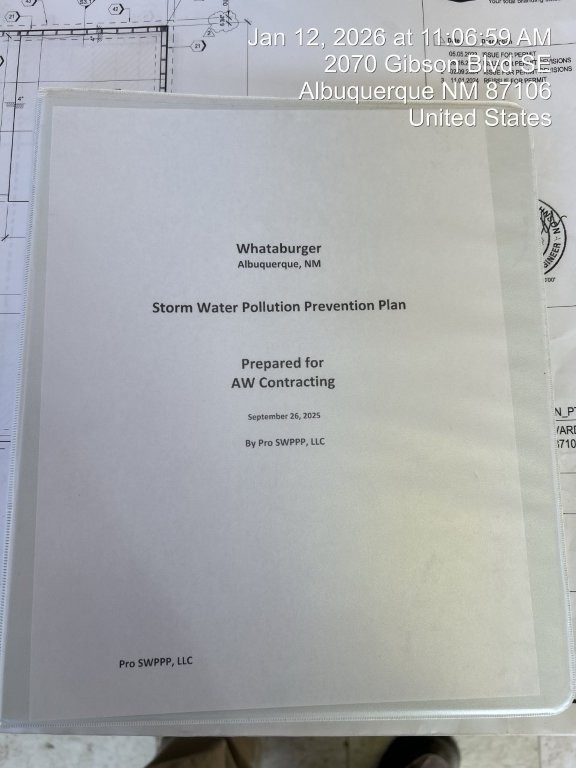 Jan 12, 2026 at 11:06:59 AM
2070 Gibson Blvd SE
Albuquerque NM 87106
United States
Whataburger
Albuquerque, NM
Storm Water Pollution Prevention Plan
Prepared for
AW Contracting
September 26, 2025
By Pro SWPPP, LLC
Pro SWPPP, LLC